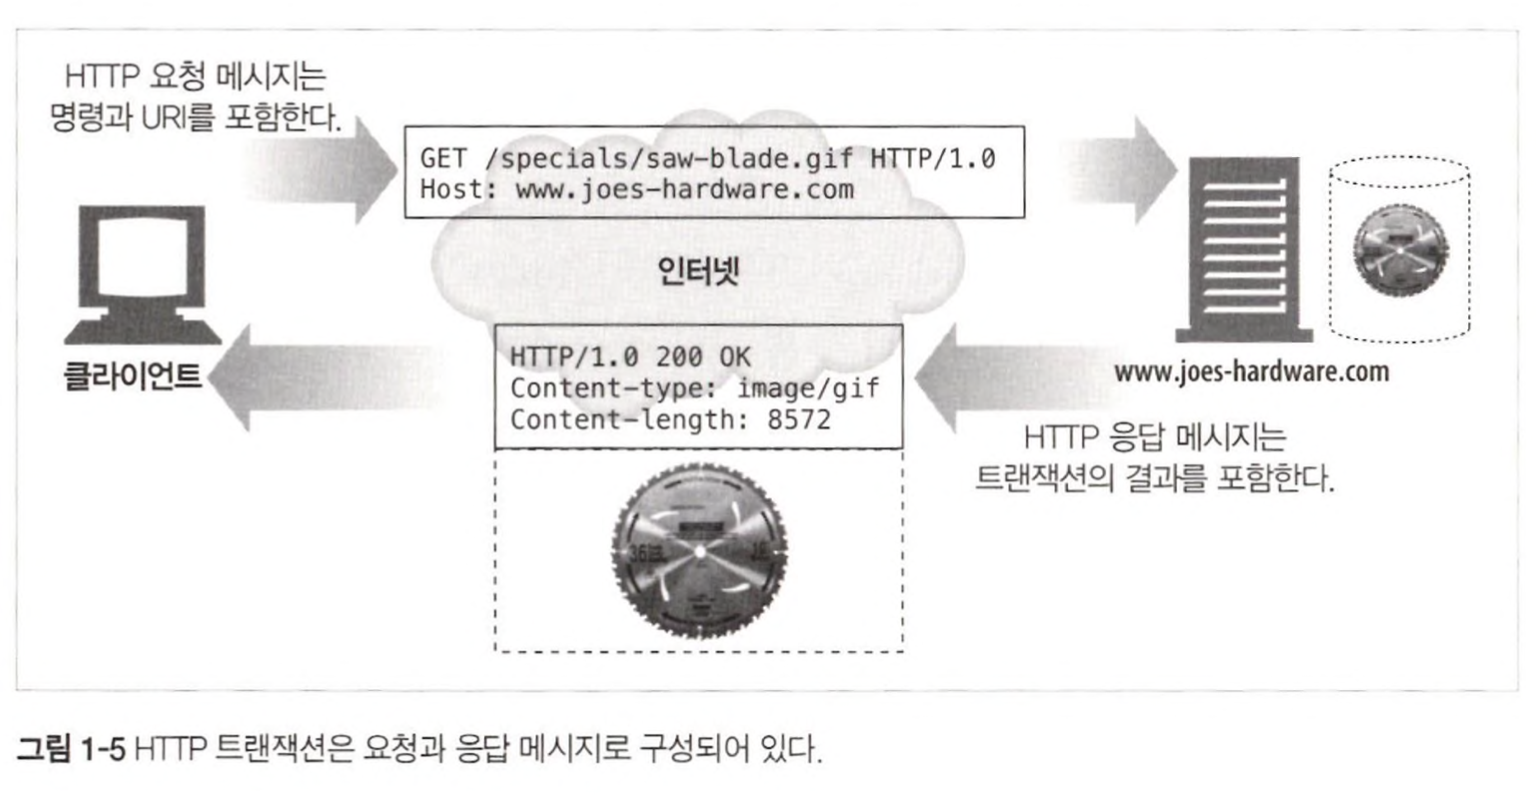 HTTP 요청 메시지는
명령과 URI를 포함한다.
GET /specials/saw-blade.gif HTTP/1.0
Host: www.joes-hardware.com
인터넷
클라이언트
HTTP/1.0 200 OK
Content-type: image/gif
Content-length: 8572
www.joes-hardware.com
HTTP 응답 메시지는
트랜잭션의 결과를 포함한다.
그림 1-5 HTTP 트랜잭션은 요청과 응답 메시지로 구성되어 있다.